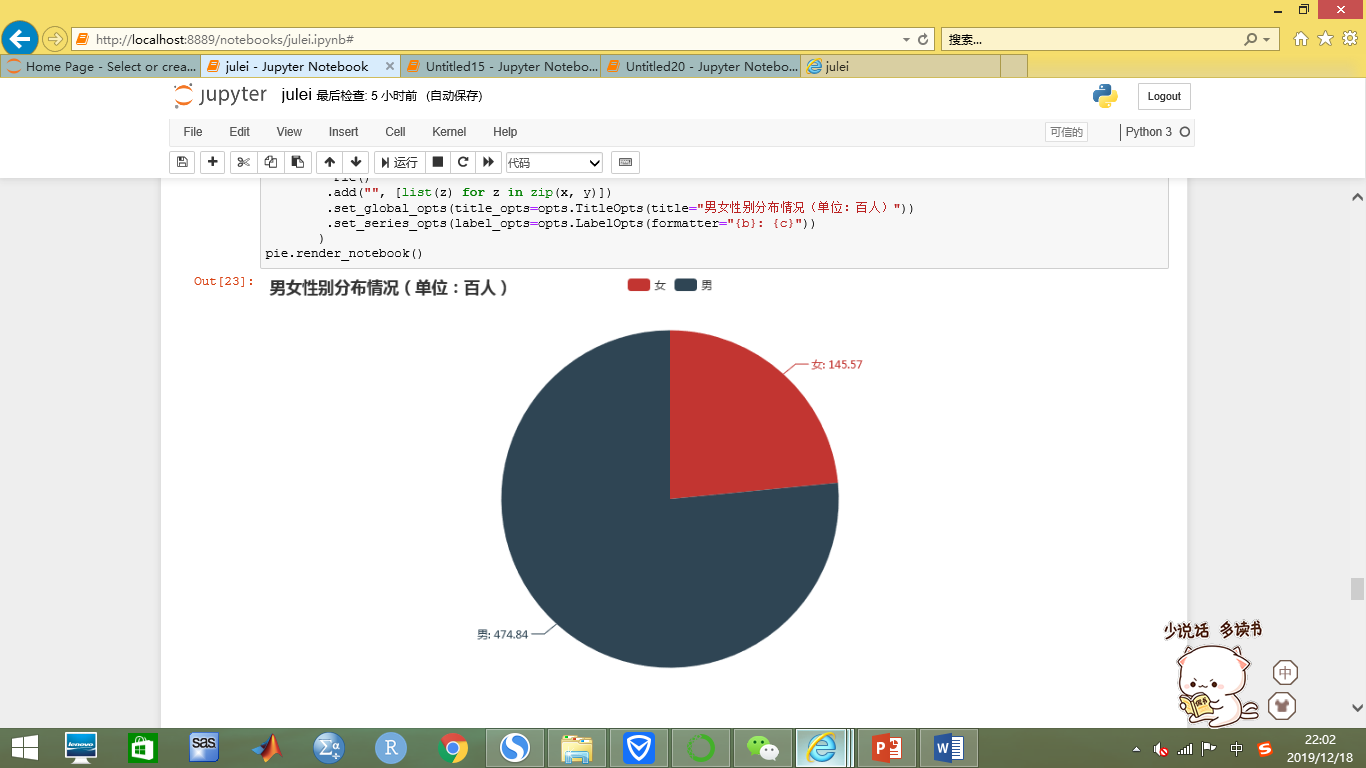 http://localhost:8889/notebooks/julei.ipynb#
搜索...
Home Page - Select or crea...
julei - Jupyter Notebook
Untitled15 - Jupyter Notebo...
Untitled20 - Jupyter Notebo...
julei
jupyter
julei 最后检查: 5 小时前 (自动保存)
Logout
File Edit View Insert Cell Kernel Help
可信的
Python 3
运行
代码
.add("", [list(z) for z in zip(x, y)])
.set_global_opts(title_opts=opts.TitleOpts(title="男女性别分布情况（单位：百人）"))
.set_series_opts(label_opts=opts.LabelOpts(formatter="{b}: {c}"))
)
pie.render_notebook()
Out[23]:
男女性别分布情况（单位：百人）
女 男
女: 145.57
男: 474.84
少说话 多读书
中
lenovo
sas
Σα
R
S
P
W
中
S
22:02
2019/12/18